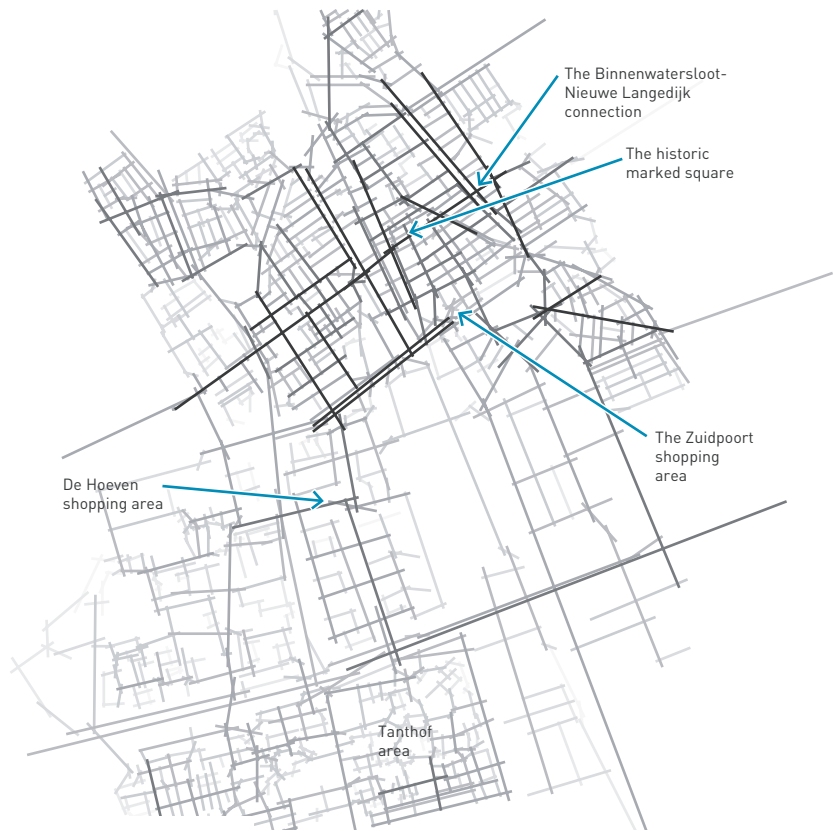 The Binnenwatersloot-
Nieuwe Langedijk
connection
The historic
marked square
The Zuidpoort
shopping
area
De Hoeven
shopping area
Tanthof
area